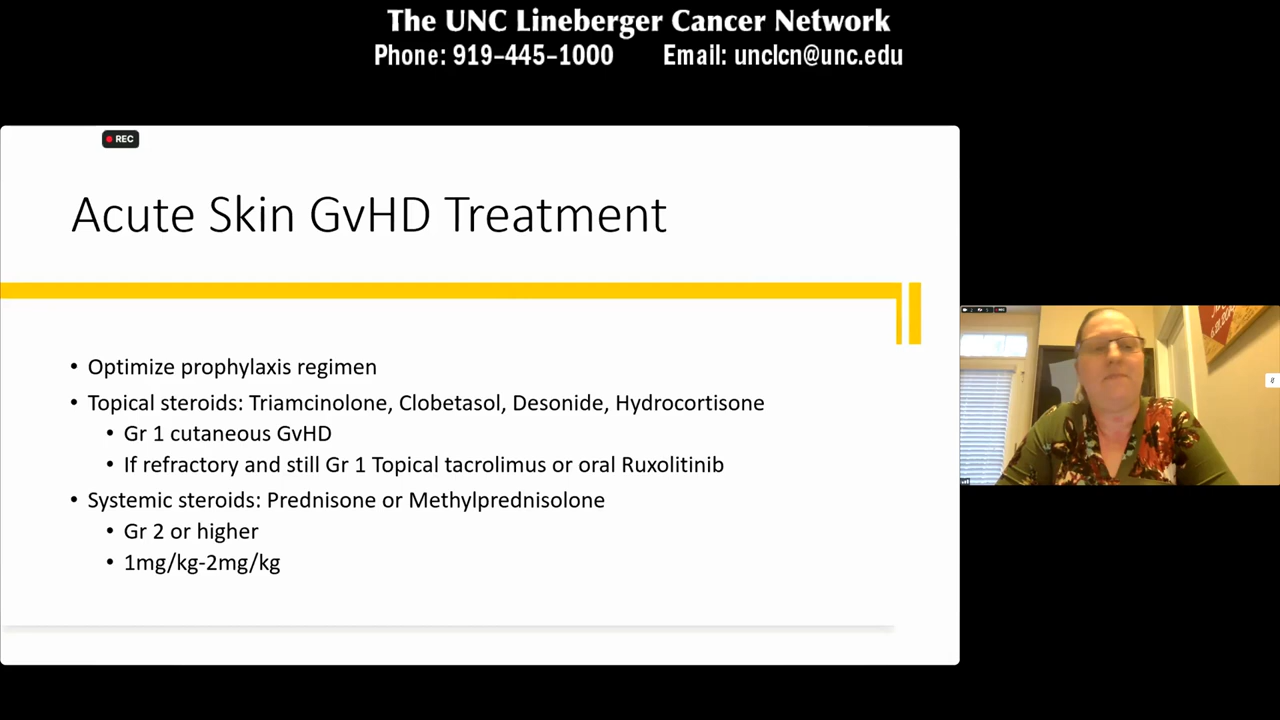 The UNC Lineberger Cancer Network
Phone: 919-445-1000 Email: unclcn@unc.edu
REC
Acute Skin GvHD Treatment
• Optimize prophylaxis regimen
• Topical steroids: Triamcinolone, Clobetasol, Desonide, Hydrocortisone
• Gr 1 cutaneous GvHD
• If refractory and still Gr 1 Topical tacrolimus or oral Ruxolitinib
• Systemic steroids: Prednisone or Methylprednisolone
• Gr 2 or higher
• 1mg/kg-2mg/kg